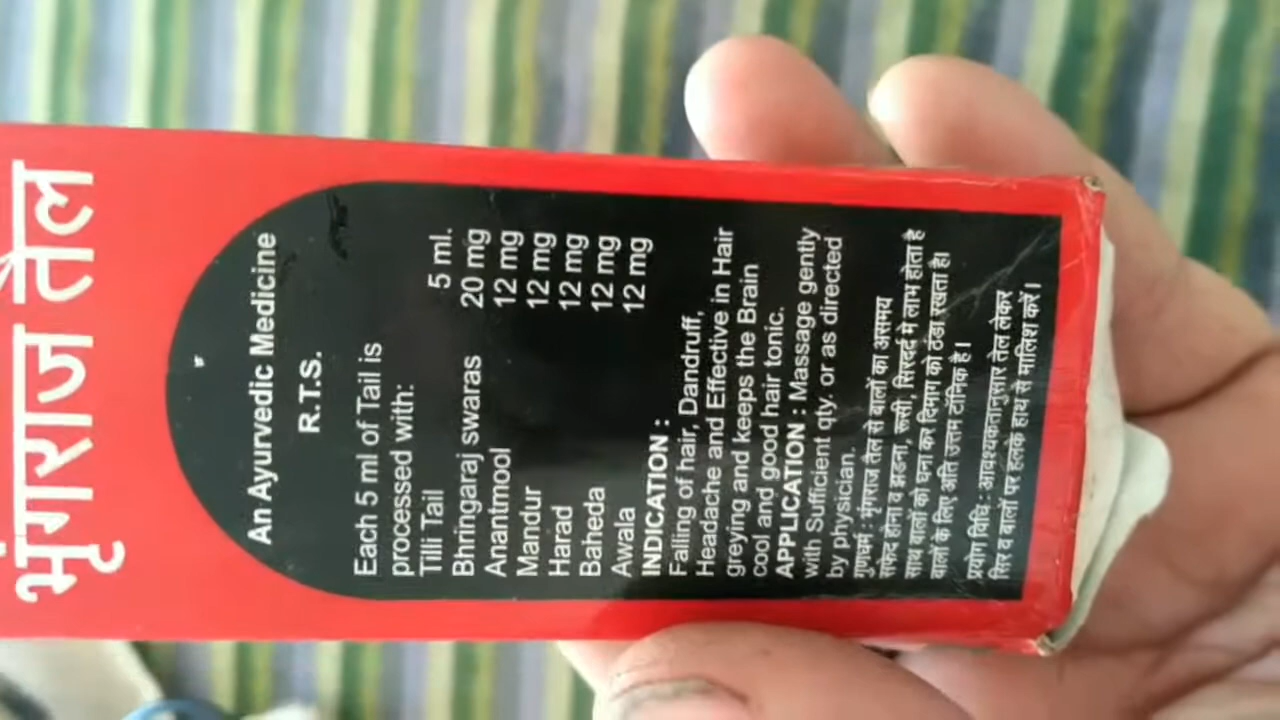 भृंगराज तेल
An Ayurvedic Medicine
R.T.S.
Each 5 ml of Tail is
processed with:
Tilli Tail 5 ml.
Bhringaraj swaras 20 mg
Anantmool 12 mg
Mandur 12 mg
Harad 12 mg
Baheda 12 mg
Awala 12 mg
INDICATION :
Falling of hair, Dandruff,
Headache and Effective in Hair
greying and keeps the Brain
cool and good hair tonic.
APPLICATION : Massage gently
with Sufficient qty. or as directed
by physician.
गुणधर्म : भृंगराज तेल से बालों का असमय
सफेद होना व झडना, रूसी, सिरदर्द मे लाभ होता है
साथ बालों को घना कर दिमाग को ठंडा रखता है।
बालों के लिए अति उत्तम टॉनिक है।
प्रयोग विधि : आवश्यकतानुसार तेल लेकर
सिर व बालों पर हलके हाथ से मालिश करें।